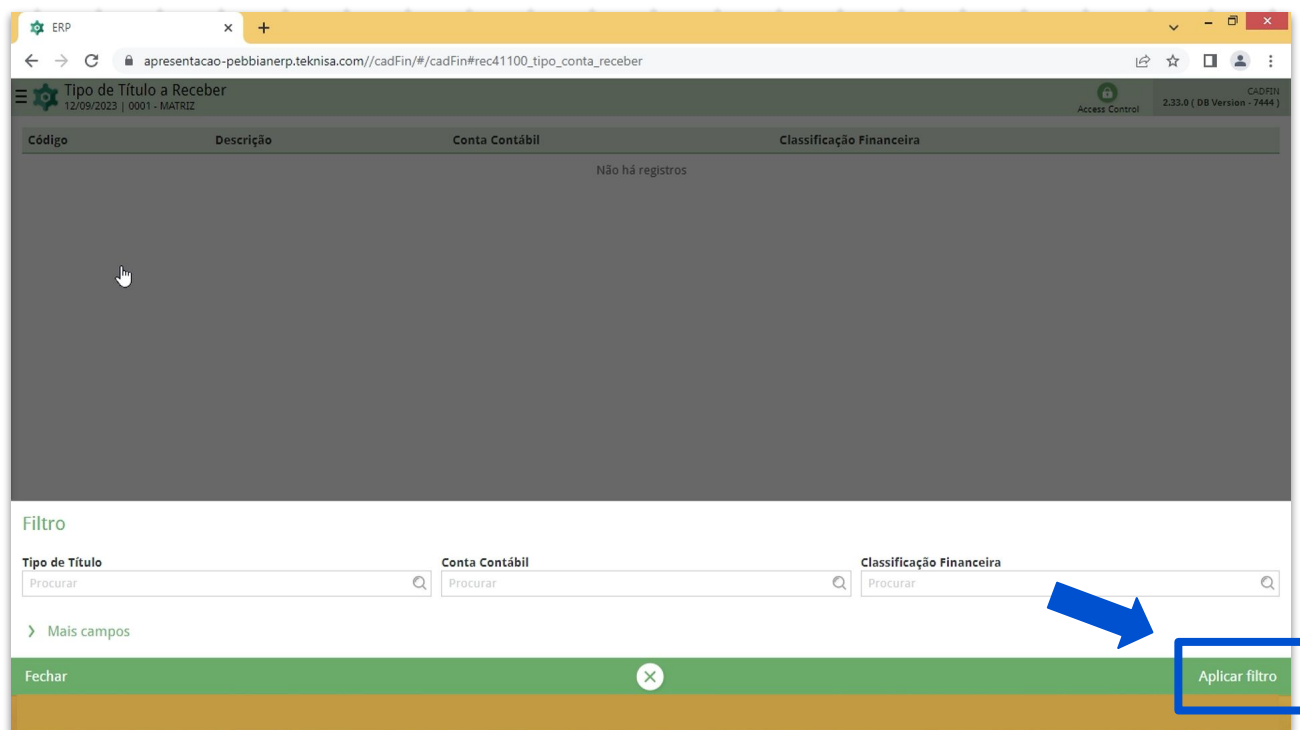 ERP
apresentacao-pebbianerp.teknisa.com//cadFin/#/cadFin#rec41100_tipo_conta_receber
Tipo de Título a Receber
12/09/2023 | 0001 - MATRIZ
Access Control
CADFIN
2.33.0 ( DB Version - 7444 )
Código Descrição Conta Contábil Classificação Financeira
Não há registros
Filtro
Tipo de Título Conta Contábil Classificação Financeira
Procurar Procurar Procurar
Mais campos
Fechar Aplicar filtro